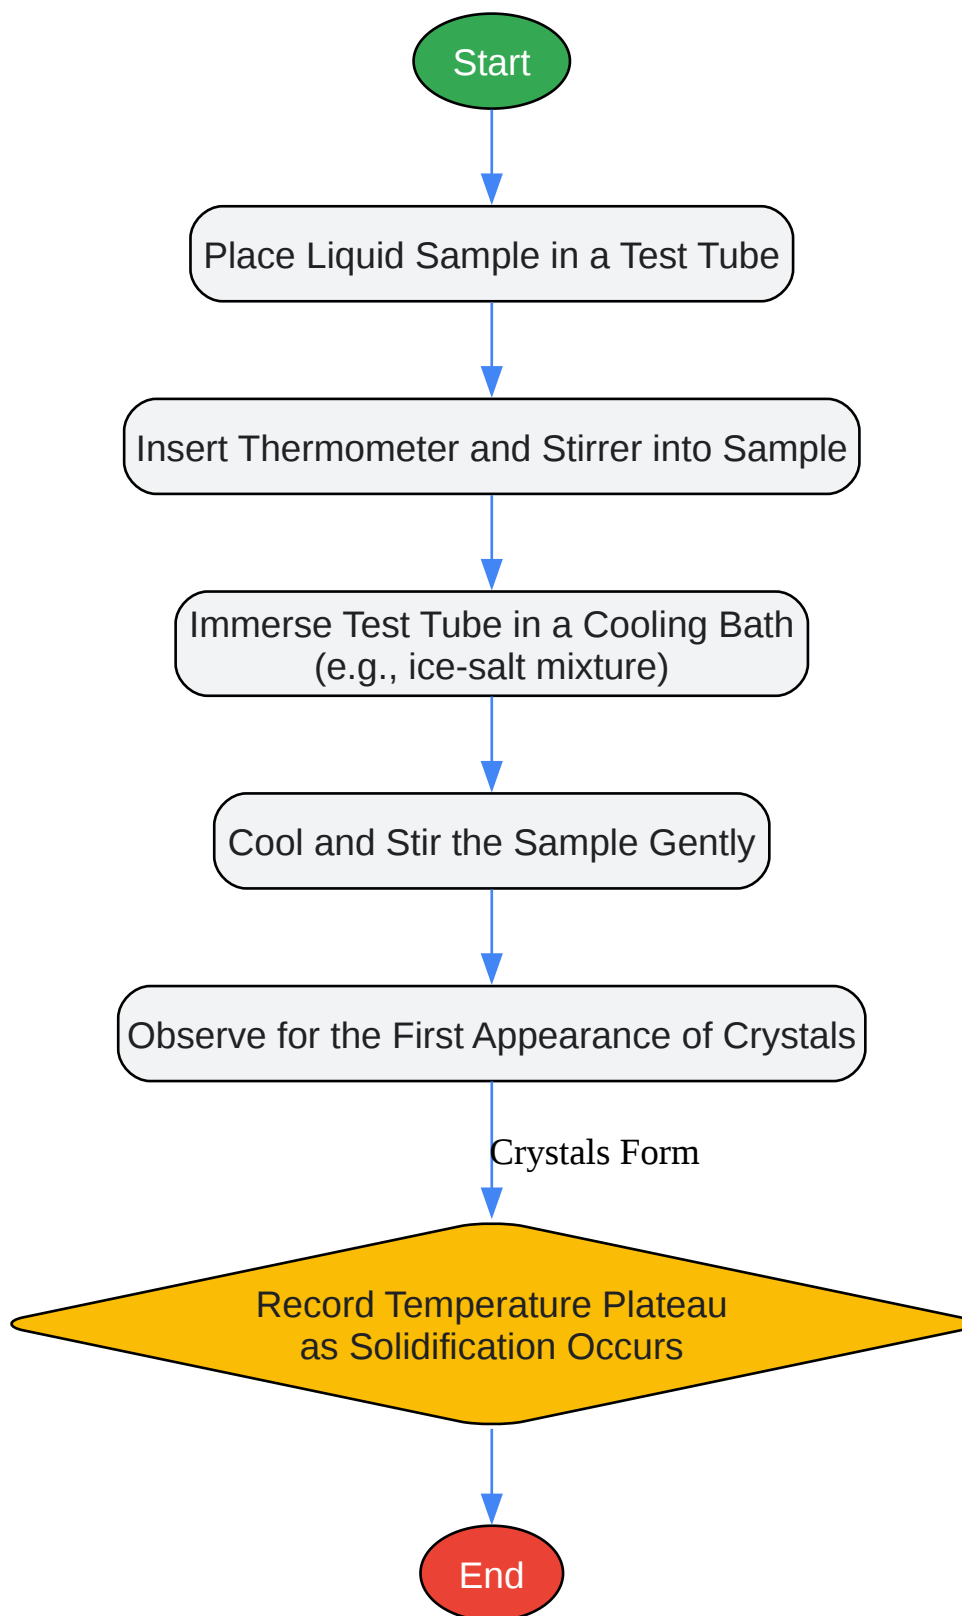 Start
Place Liquid Sample in a Test Tube
Insert Thermometer and Stirrer into Sample
Immerse Test Tube in a Cooling Bath
(e.g., ice-salt mixture)
Cool and Stir the Sample Gently
Observe for the First Appearance of Crystals
Crystals Form
Record Temperature Plateau
as Solidification Occurs
End